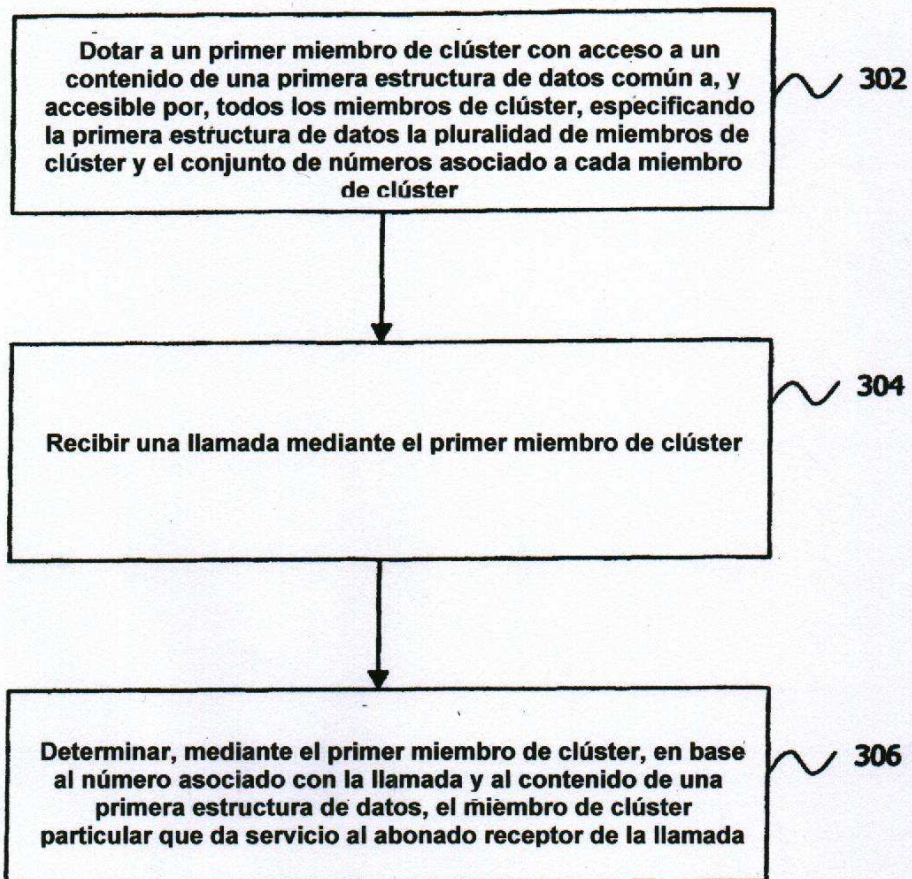 Dotar a un primer miembro de clúster con acceso a un
contenido de una primera estructura de datos común a, y
accesible por, todos los miembros de clúster, especificando
la primera estructura de datos la pluralidad de miembros de
clúster y el conjunto de números asociado a cada miembro
de clúster
302
Recibir una llamada mediante el primer miembro de clúster
304
Determinar, mediante el primer miembro de clúster, en base
al número asociado con la llamada y al contenido de una
primera estructura de datos, el miembro de clúster
particular que da servicio al abonado receptor de la llamada
306